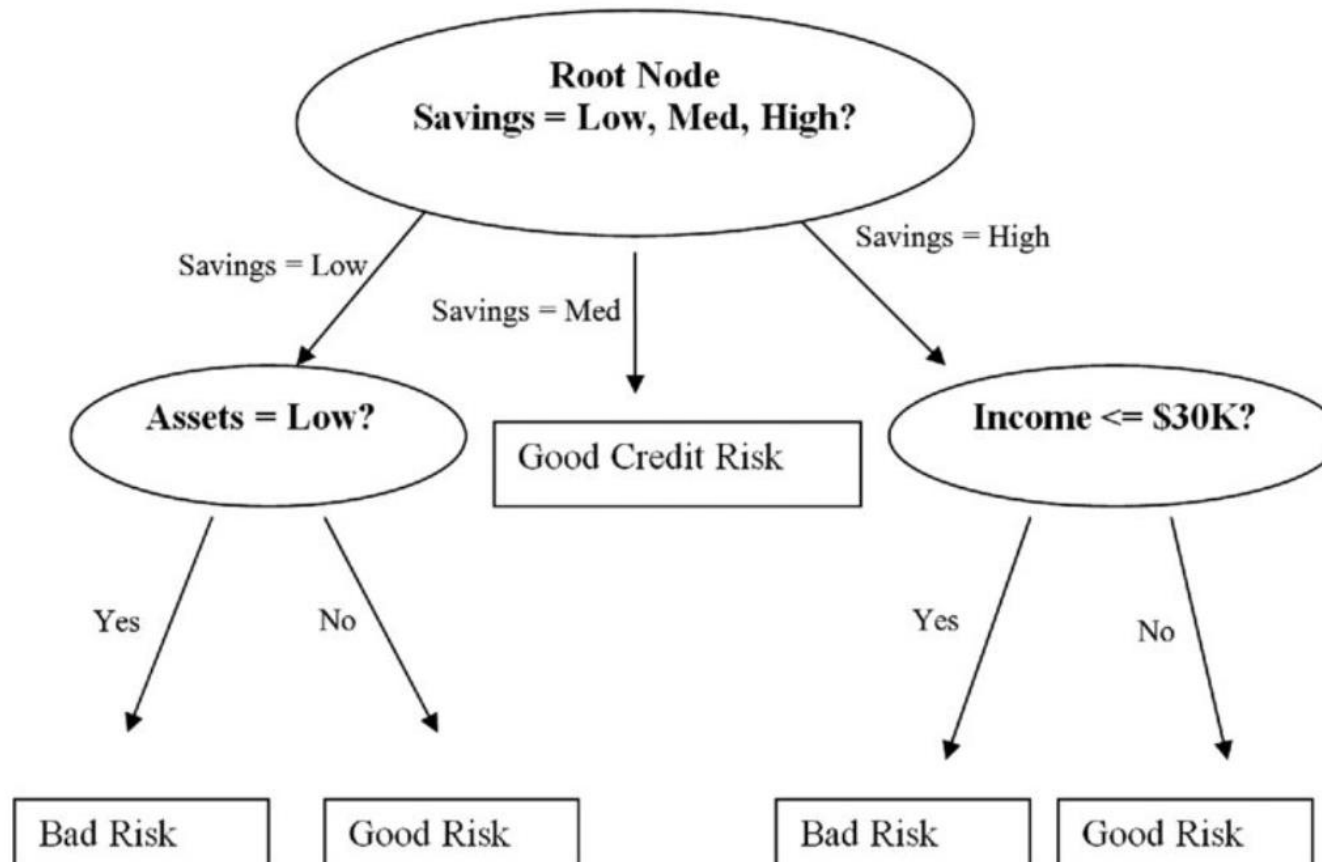 Root Node
Savings = Low, Med, High?
Savings = Low
Savings = Med
Savings = High
Assets = Low?
Good Credit Risk
Income <= $30K?
Yes
No
Yes
No
Bad Risk
Good Risk
Bad Risk
Good Risk